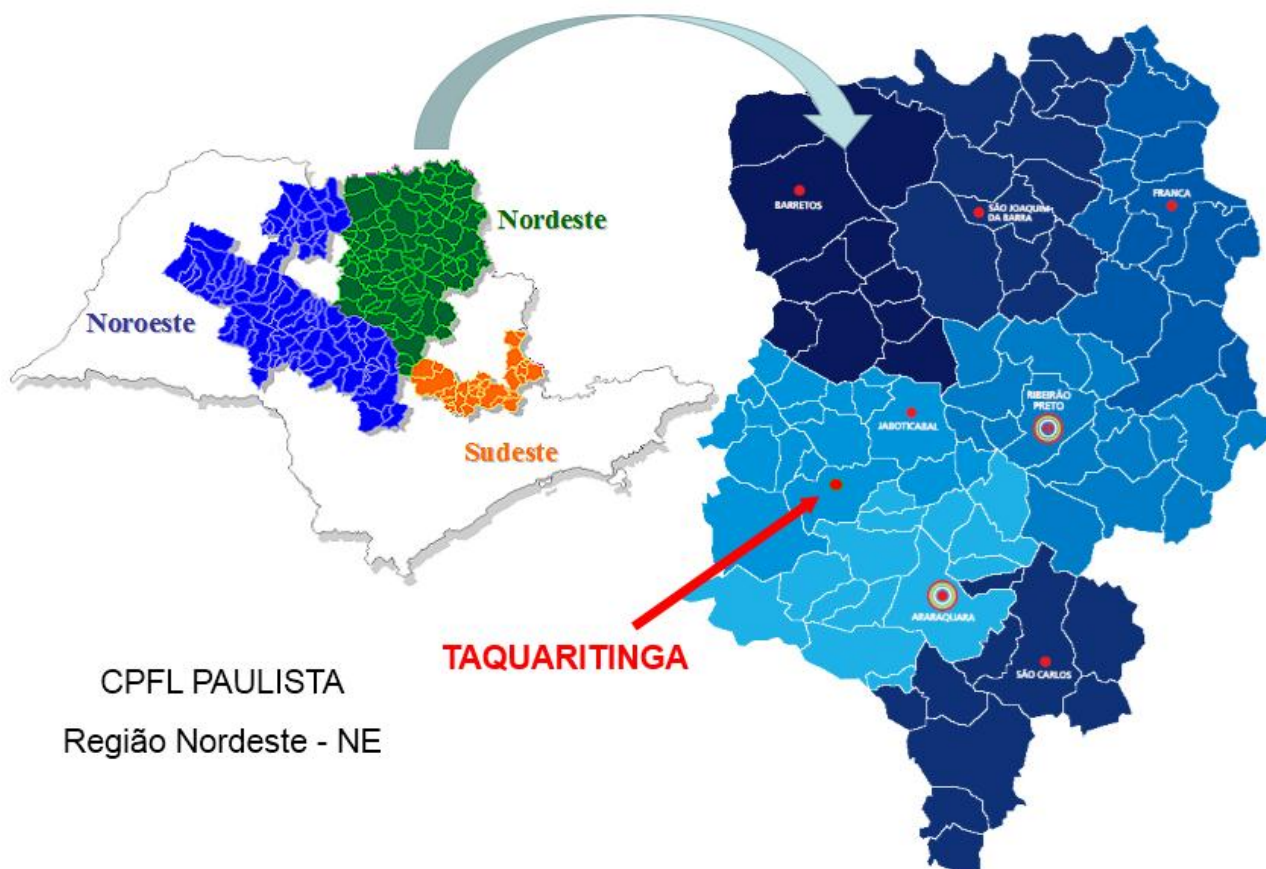 Nordeste
Noroeste
Sudeste
BARRETOS
SÃO JOAQUIM
DA BARRA
FRANCA
RIBEIRÃO
PRETO
JABOTICABAL
ARARAQUARA
SÃO CARLOS
TAQUARITINGA
CPFL PAULISTA
Região Nordeste - NE